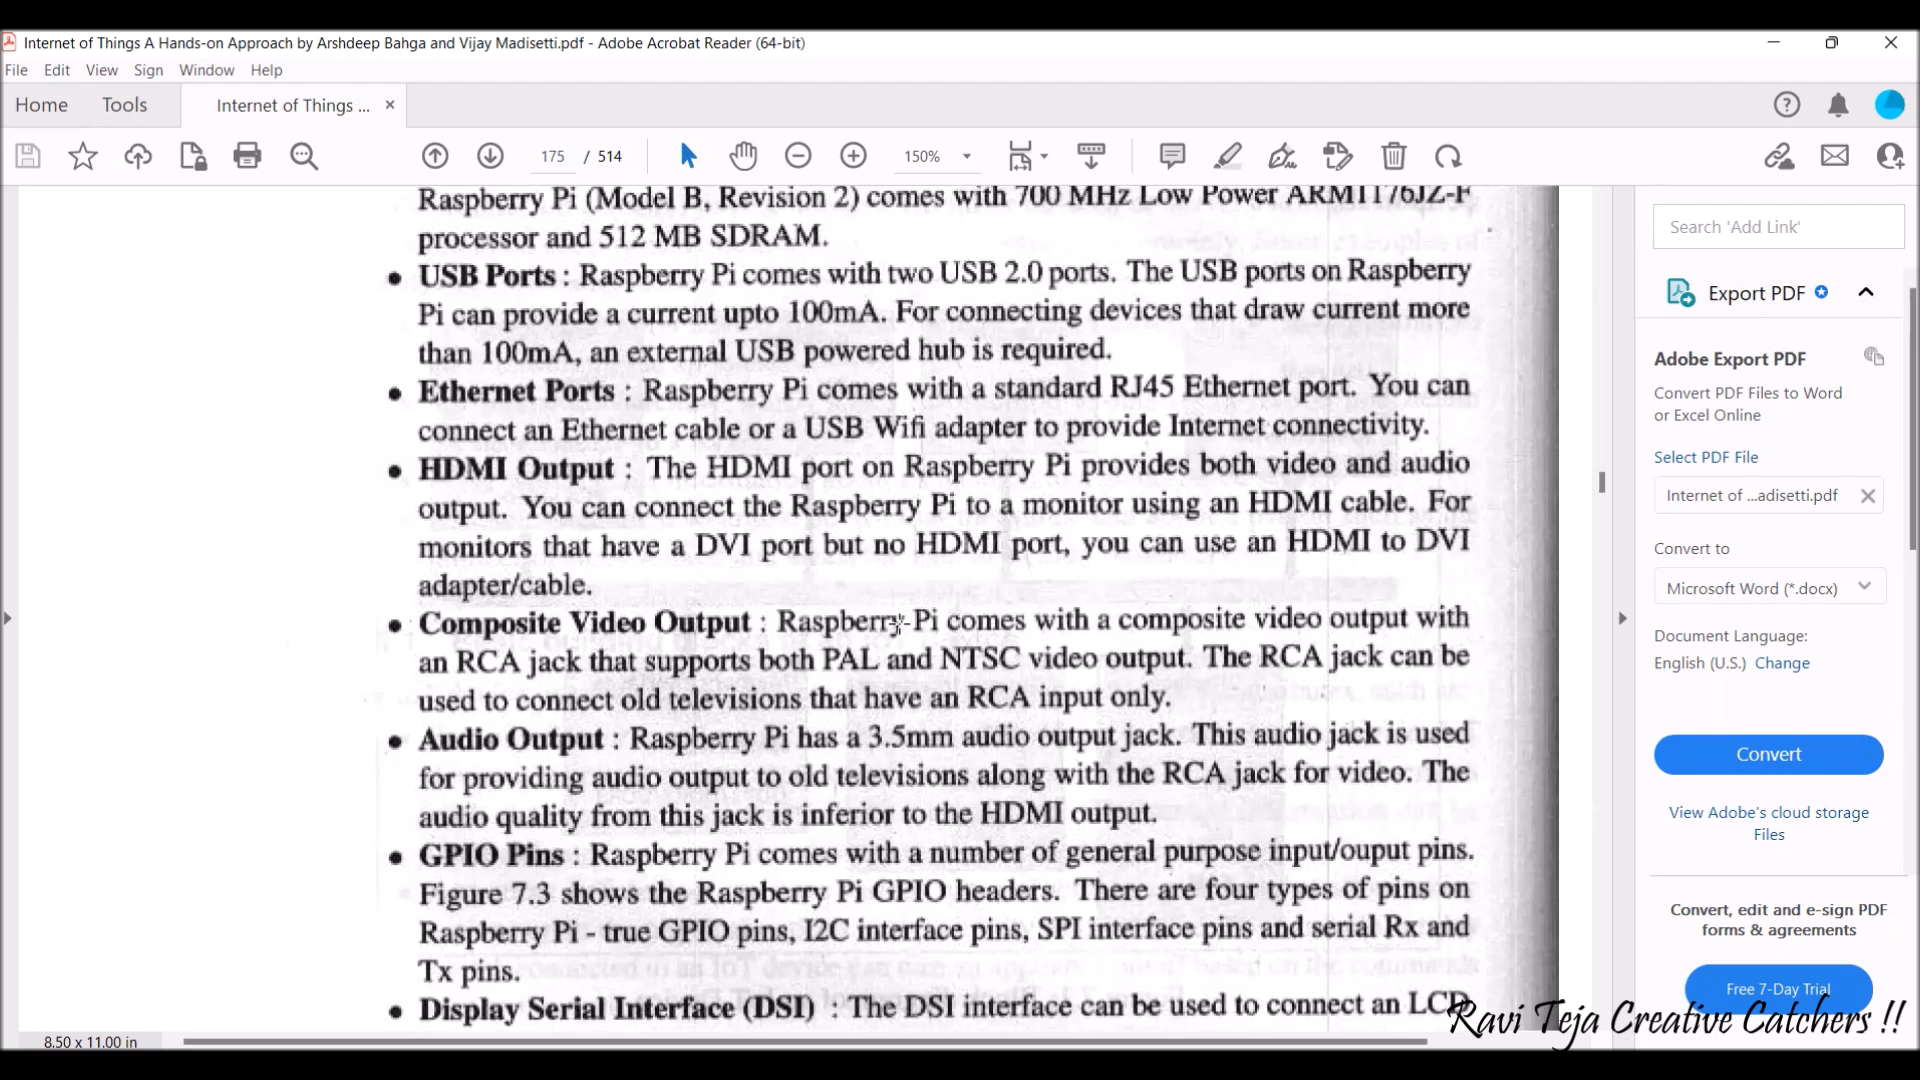 Internet of Things A Hands-on Approach by Arshdeep Bahga and Vijay Madisetti.pdf - Adobe Acrobat Reader (64-bit)
File Edit View Sign Window Help
Home Tools Internet of Things ... ×
175 / 514 150%
Raspberry Pi (Model B, Revision 2) comes with 700 MHz Low Power ARM1176JZ-F
processor and 512 MB SDRAM.
• USB Ports : Raspberry Pi comes with two USB 2.0 ports. The USB ports on Raspberry
Pi can provide a current upto 100mA. For connecting devices that draw current more
than 100mA, an external USB powered hub is required.
• Ethernet Ports : Raspberry Pi comes with a standard RJ45 Ethernet port. You can
connect an Ethernet cable or a USB Wifi adapter to provide Internet connectivity.
• HDMI Output : The HDMI port on Raspberry Pi provides both video and audio
output. You can connect the Raspberry Pi to a monitor using an HDMI cable. For
monitors that have a DVI port but no HDMI port, you can use an HDMI to DVI
adapter/cable.
• Composite Video Output : Raspberry Pi comes with a composite video output with
an RCA jack that supports both PAL and NTSC video output. The RCA jack can be
used to connect old televisions that have an RCA input only.
• Audio Output : Raspberry Pi has a 3.5mm audio output jack. This audio jack is used
for providing audio output to old televisions along with the RCA jack for video. The
audio quality from this jack is inferior to the HDMI output.
• GPIO Pins : Raspberry Pi comes with a number of general purpose input/ouput pins.
Figure 7.3 shows the Raspberry Pi GPIO headers. There are four types of pins on
Raspberry Pi - true GPIO pins, I2C interface pins, SPI interface pins and serial Rx and
Tx pins.
• Display Serial Interface (DSI) : The DSI interface can be used to connect an LCD
8.50 x 11.00 in
Search 'Add Link'
Export PDF
Adobe Export PDF
Convert PDF Files to Word
or Excel Online
Select PDF File
Internet of ...adisetti.pdf
Convert to
Microsoft Word (*.docx)
Document Language:
English (U.S.) Change
Convert
View Adobe's cloud storage
Files
Convert, edit and e-sign PDF
forms & agreements
Free 7-Day Trial
Ravi Teja Creative Catchers !!